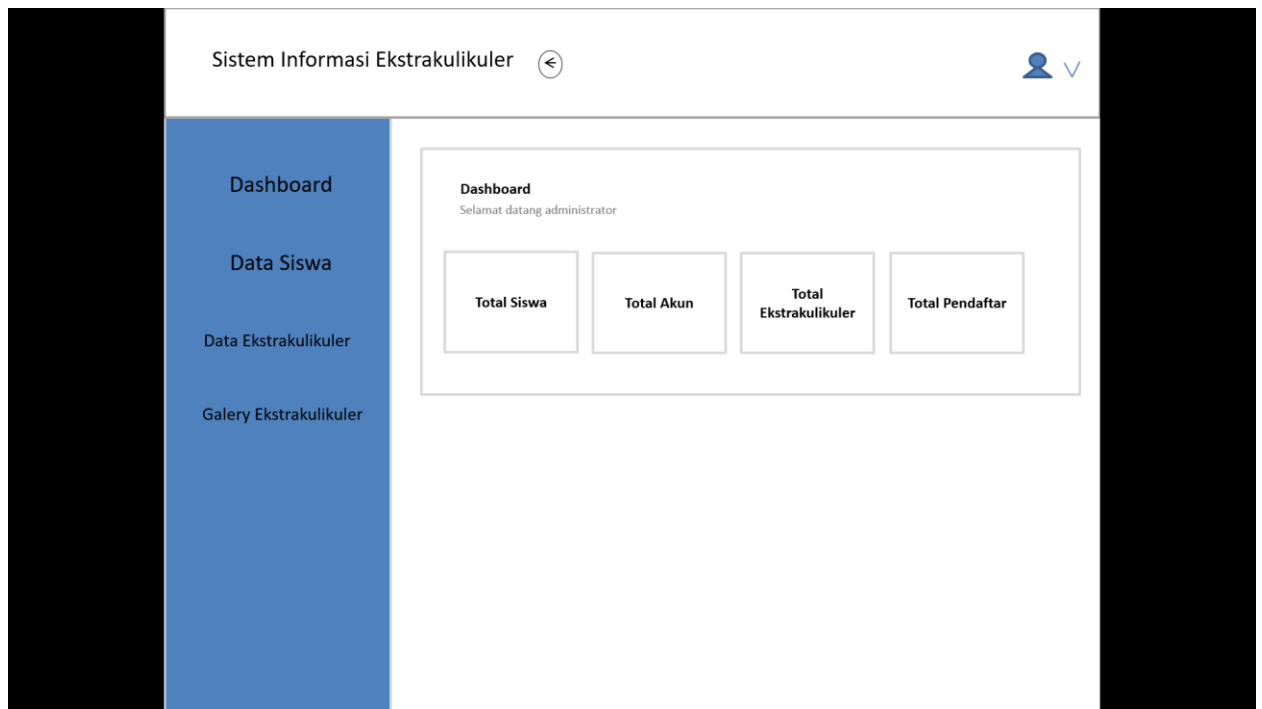 Sistem Informasi Ekstrakulikuler
Dashboard
Data Siswa
Data Ekstrakulikuler
Galery Ekstrakulikuler
Dashboard
Selamat datang administrator
Total Siswa
Total Akun
Total
Ekstrakulikuler
Total Pendaftar